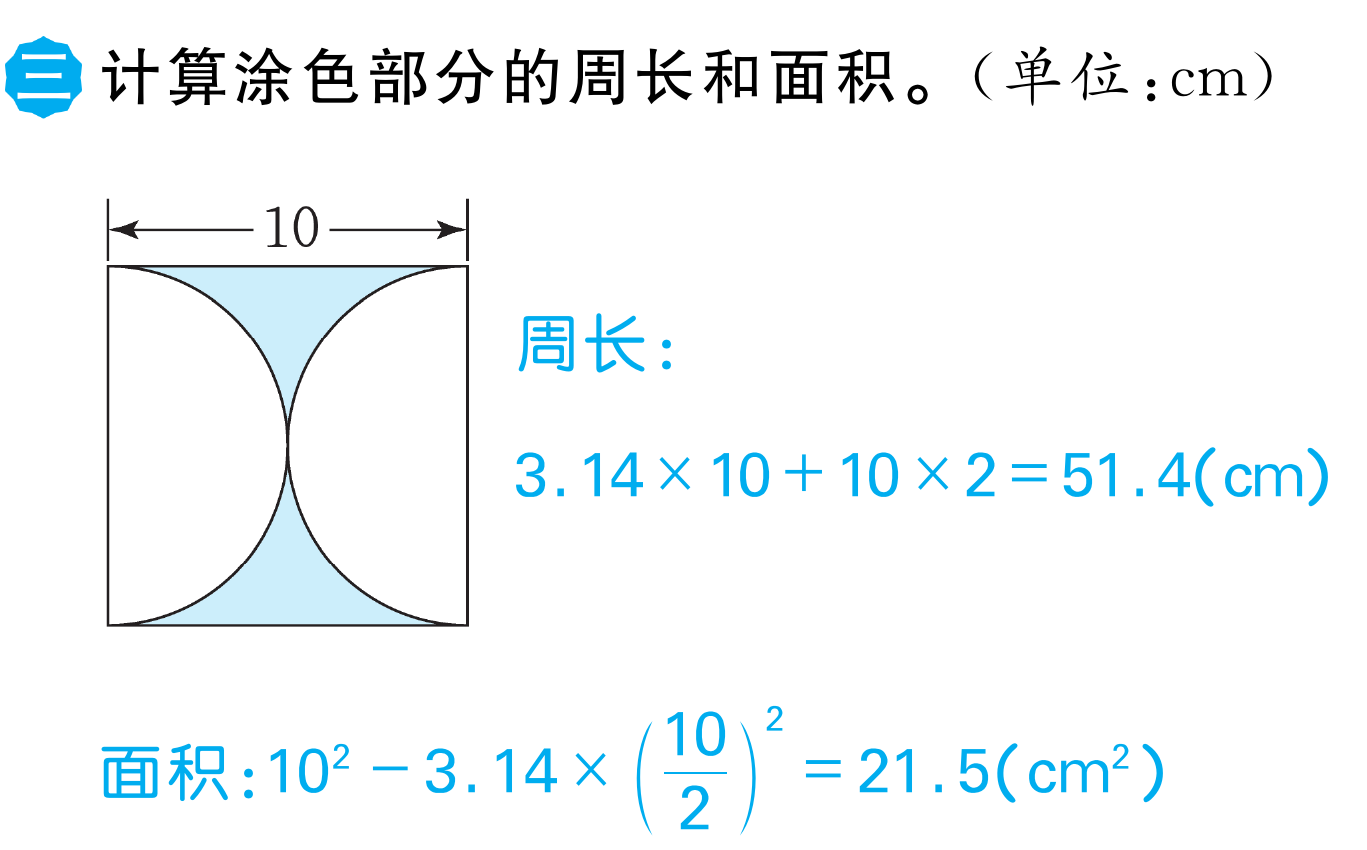 三 计算涂色部分的周长和面积。(单位:cm)
10
周长:
3.14×10+10×2=51.4(cm)
面积:10²-3.14×(10/2)²=21.5(cm²)